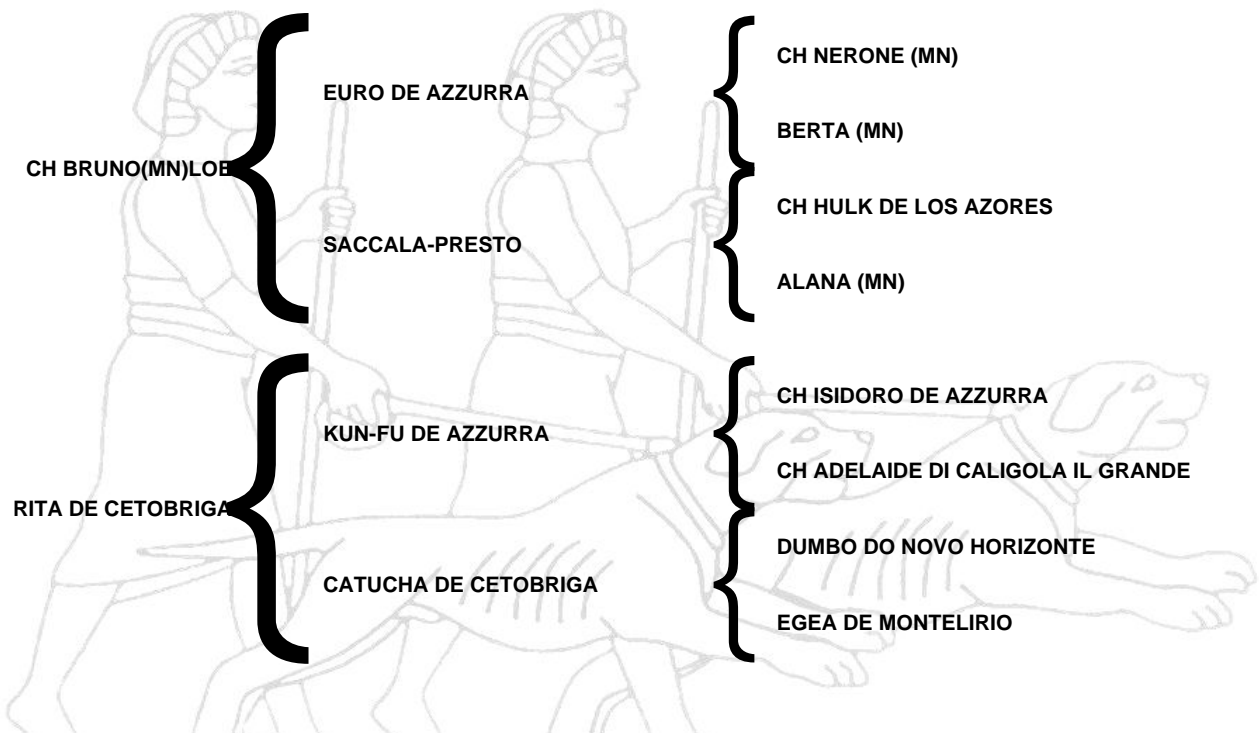 CH BRUNO(MN)LOE
EURO DE AZZURRA
CH NERONE (MN)
BERTA (MN)
SACCALA-PRESTO
CH HULK DE LOS AZORES
ALANA (MN)
RITA DE CETOBRIGA
KUN-FU DE AZZURRA
CH ISIDORO DE AZZURRA
CH ADELAIDE DI CALIGOLA IL GRANDE
CATUCHA DE CETOBRIGA
DUMBO DO NOVO HORIZONTE
EGEA DE MONTELIRIO